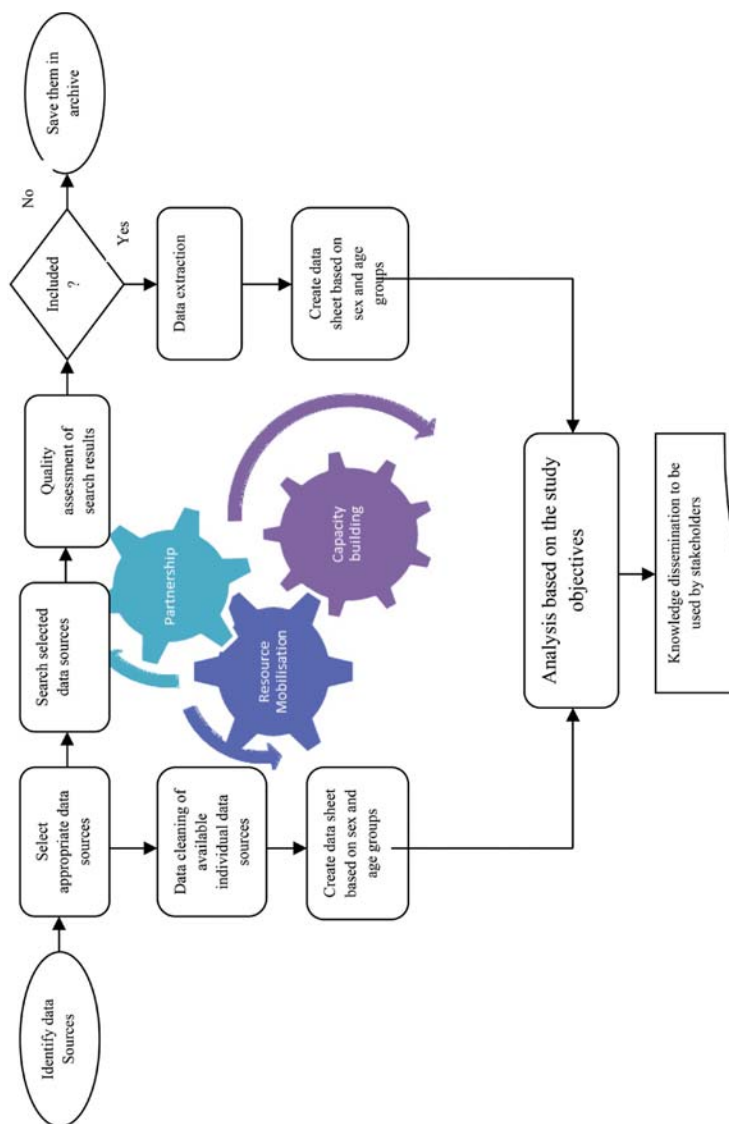 Identify data
Sources
Select
appropriate data
sources
Search selected
data sources
Quality
assessment of
search results
Included
?
No
Save them in
archive
Yes
Data cleaning of
available
individual data
sources
Data extraction
Create data sheet
based on sex and
age groups
Create data
sheet based on
sex and age
groups
Partnership
Resource
Mobilisation
Capacity
building
Analysis based on the study
objectives
Knowledge dissemination to be
used by stakeholders